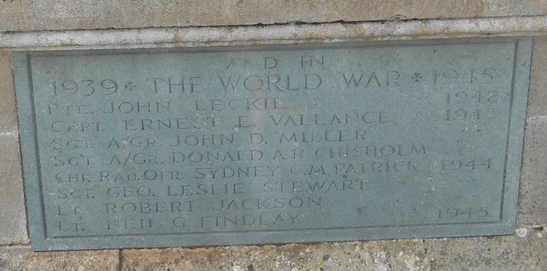 AND IN
1939 THE WORLD WAR 1945
PTE. JOHN LECKIE 1942
CAPT. ERNEST E. VALLANCE 1943
SGT. A/GR. JOHN D. MILLER
SGT. A/GR. DONALD A.R. CHISHOLM
CHF. RAD. OFR. SYDNEY C.M. PATRICK 1944
SGT. GEO. LESLIE STEWART
LT. ROBERT JACKSON
LT. NEIL G. FINDLAY 1945